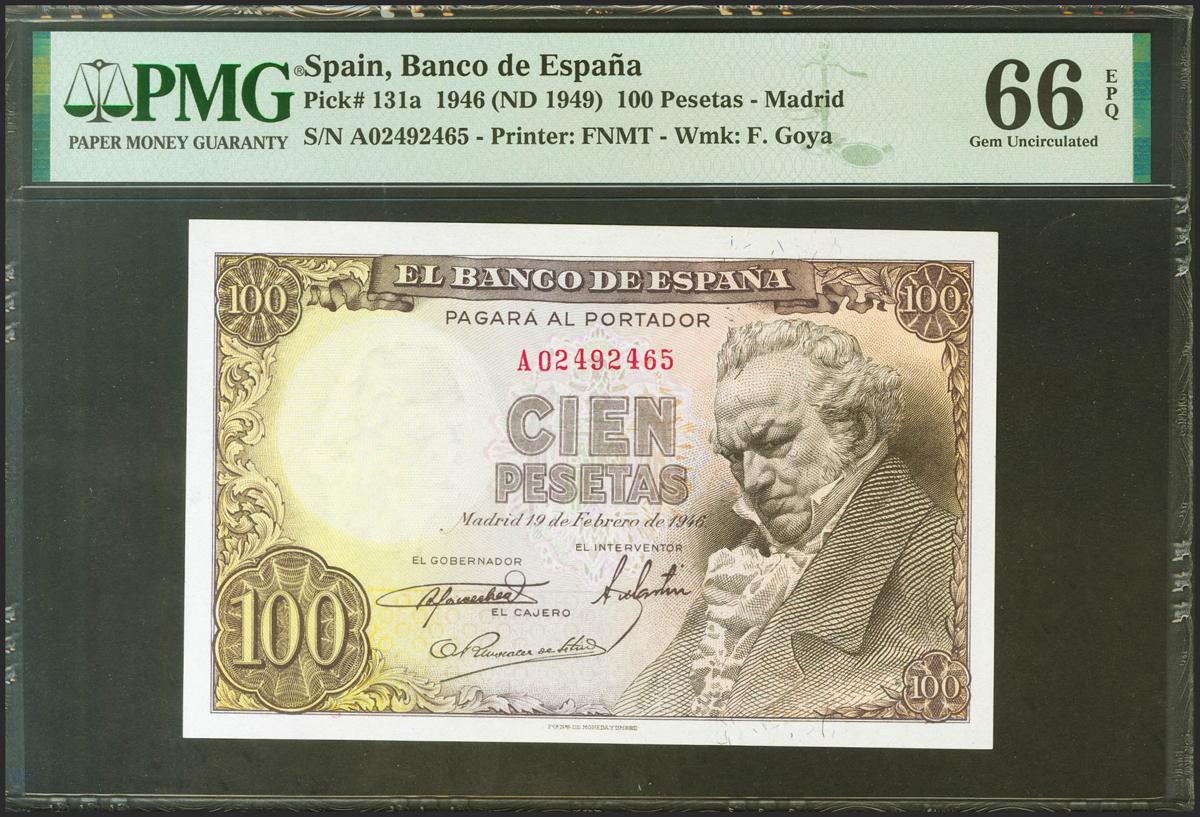 PMG®
PAPER MONEY GUARANTY
Spain, Banco de España
Pick# 131a 1946 (ND 1949) 100 Pesetas - Madrid
S/N A02492465 - Printer: FNMT - Wmk: F. Goya
66 EPQ
Gem Uncirculated
EL BANCO DE ESPAÑA
100
100
PAGARÁ AL PORTADOR
A02492465
CIEN
PESETAS
Madrid 19 de Febrero de 1946.
EL INTERVENTOR
EL GOBERNADOR
EL CAJERO
100
100